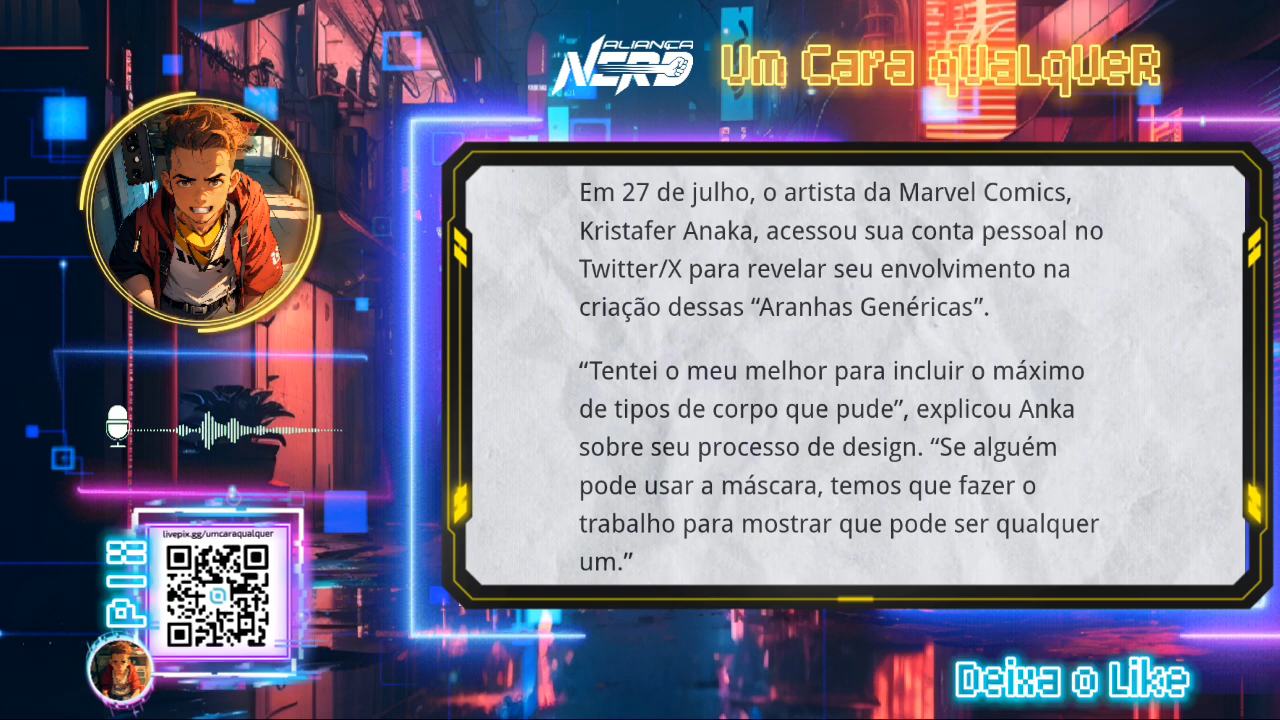 ALIANÇA
NERD
Um Cara qUaLqUeR
Em 27 de julho, o artista da Marvel Comics,
Kristafer Anaka, acessou sua conta pessoal no
Twitter/X para revelar seu envolvimento na
criação dessas “Aranhas Genéricas”.
“Tentei o meu melhor para incluir o máximo
de tipos de corpo que pude”, explicou Anka
sobre seu processo de design. “Se alguém
pode usar a máscara, temos que fazer o
trabalho para mostrar que pode ser qualquer
um.”
livepix.gg/umcaraqualquer
PIX
Deixa o Like